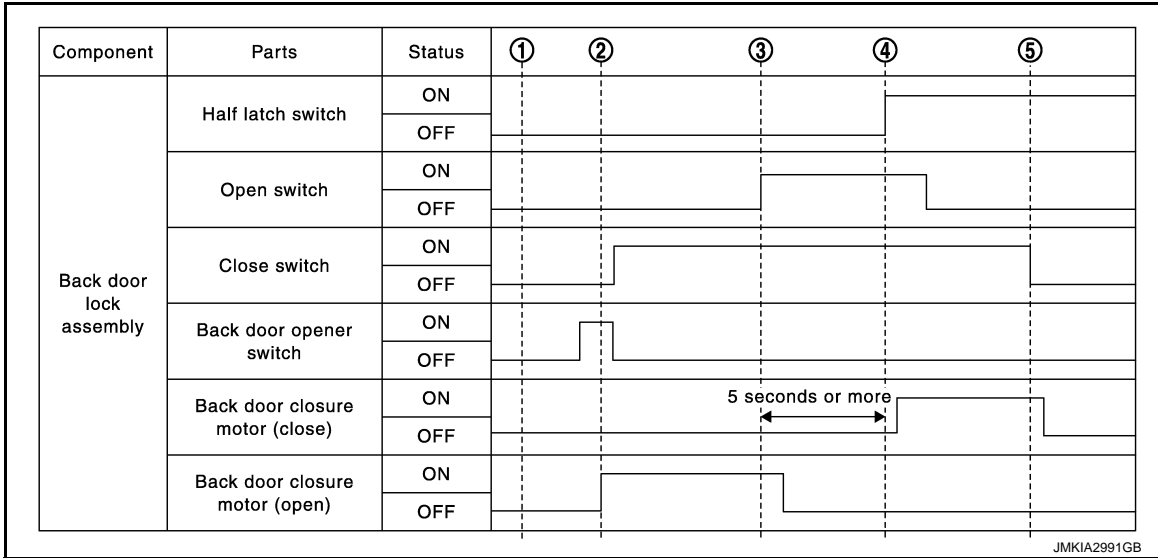 Component Parts Status ① ② ③ ④ ⑤
Back door
lock
assembly
Half latch switch
ON
OFF
Open switch
ON
OFF
Close switch
ON
OFF
Back door opener
switch
ON
OFF
Back door closure
motor (close)
ON
OFF
5 seconds or more
Back door closure
motor (open)
ON
OFF
JMKIA2991GB